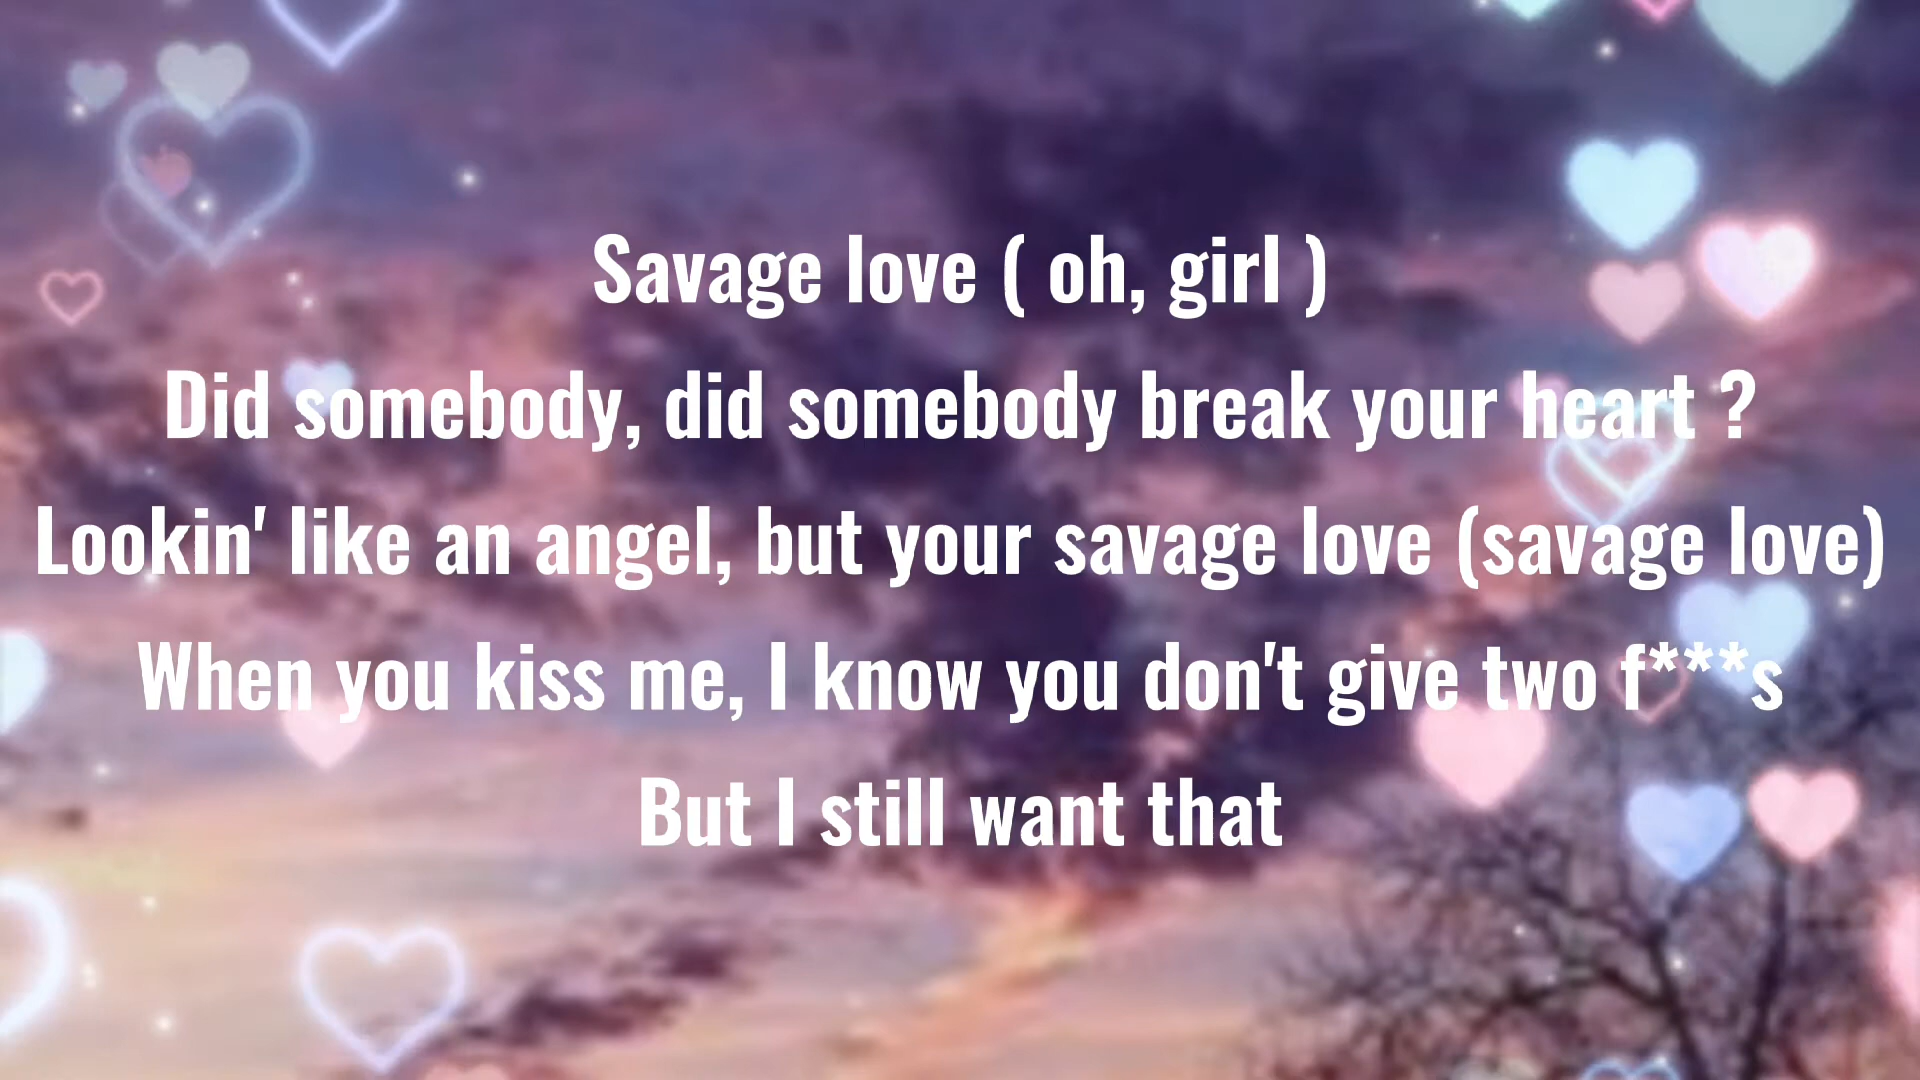 Savage love ( oh, girl )
Did somebody, did somebody break your heart ?
Lookin' like an angel, but your savage love (savage love)
When you kiss me, I know you don't give two f***s
But I still want that